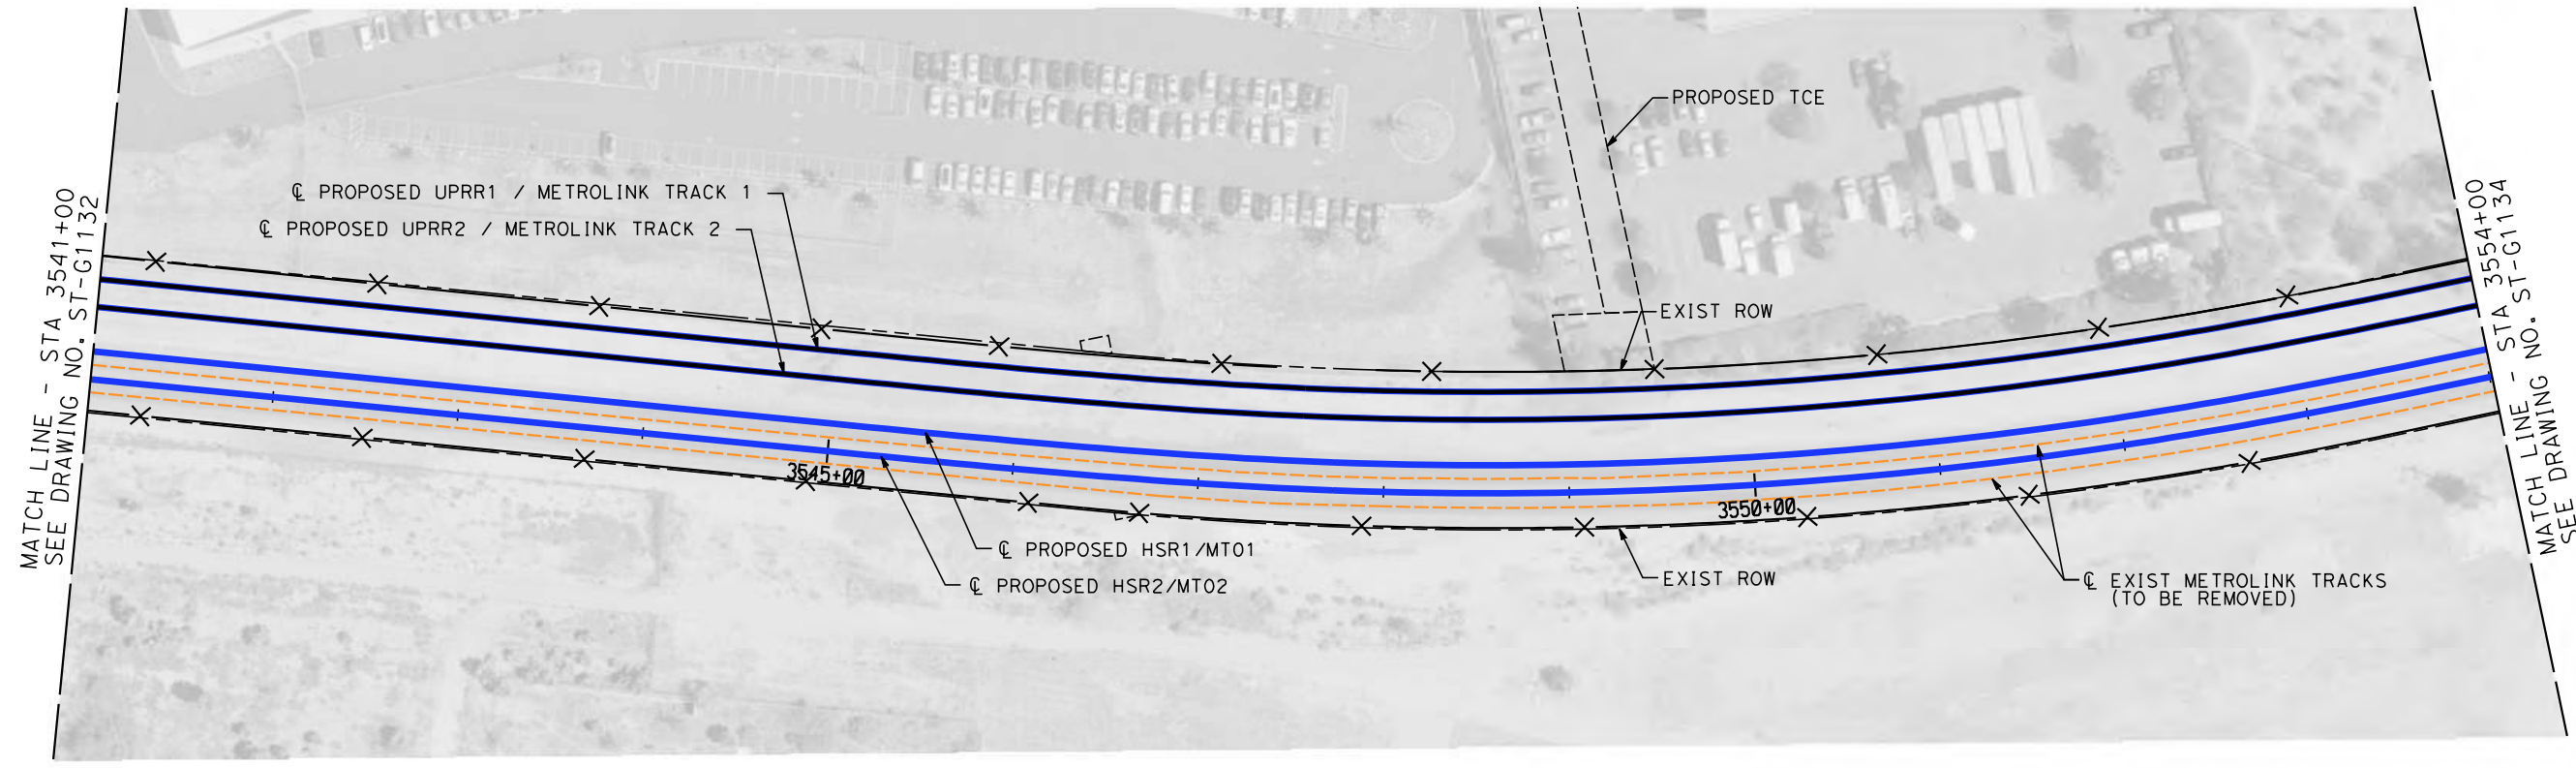 PROPOSED TCE
℄ PROPOSED UPRR1 / METROLINK TRACK 1
℄ PROPOSED UPRR2 / METROLINK TRACK 2
MATCH LINE - STA 3541+00
SEE DRAWING NO. ST-G1132
MATCH LINE - STA 3554+00
SEE DRAWING NO. ST-G1134
EXIST ROW
3545+00
3550+00
℄ PROPOSED HSR1/MT01
℄ PROPOSED HSR2/MT02
EXIST ROW
℄ EXIST METROLINK TRACKS
(TO BE REMOVED)